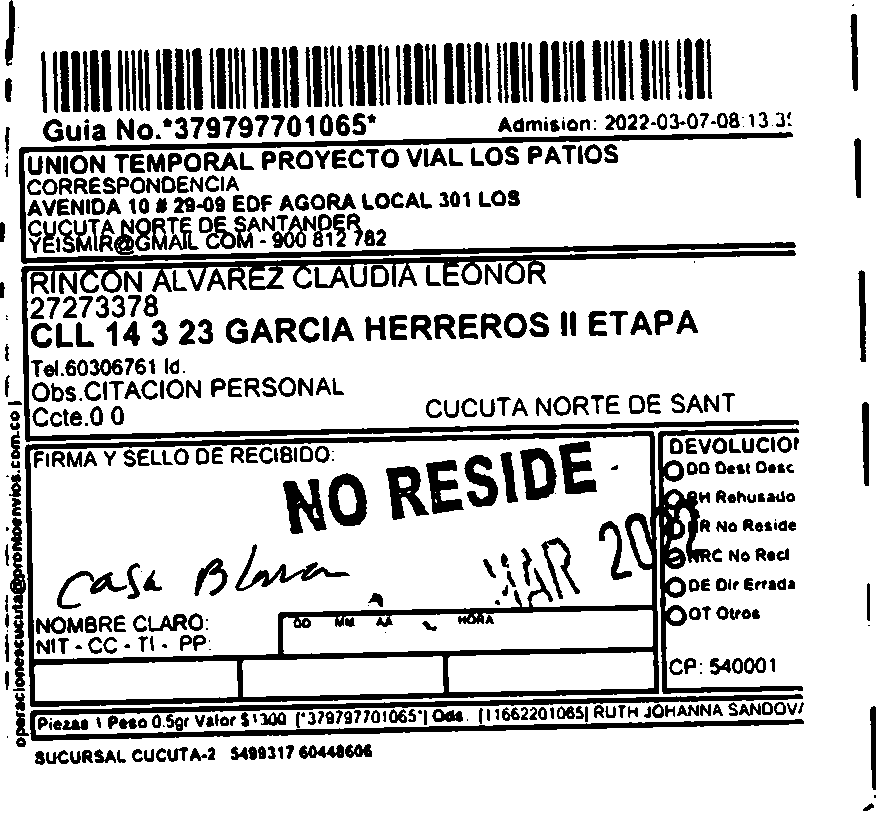 Guia No.*379797701065*
Admision: 2022-03-07-08:13:3
UNION TEMPORAL PROYECTO VIAL LOS PATIOS
CORRESPONDENCIA
AVENIDA 10 # 29-09 EDF AGORA LOCAL 301 LOS
CUCUTA NORTE DE SANTANDER
YEISMIR@GMAIL COM - 900 812 782
RINCON ALVAREZ CLAUDIA LEONOR
27273378
CLL 14 3 23 GARCIA HERREROS II ETAPA
Tel.60306761 Id.
Obs.CITACION PERSONAL
Ccte.0 0
CUCUTA NORTE DE SANT
operacionescucuta@prontoenvios.com.co |
FIRMA Y SELLO DE RECIBIDO:
NO RESIDE
Casa Blanca
MAR 2022
NOMBRE CLARO:
NIT - CC - TI - PP:
DD MM AA HORA
DEVOLUCIO
DD Dest Desc
RH Rehusado
NR No Reside
NRC No Recl
DE Dir Errada
OT Otros
CP: 540001
Piezas 1 Peso 0.5gr Valor $1300 [*379797701065*] Ods. [11662201065] RUTH JOHANNA SANDOV
SUCURSAL CUCUTA-2 5499317 60448606